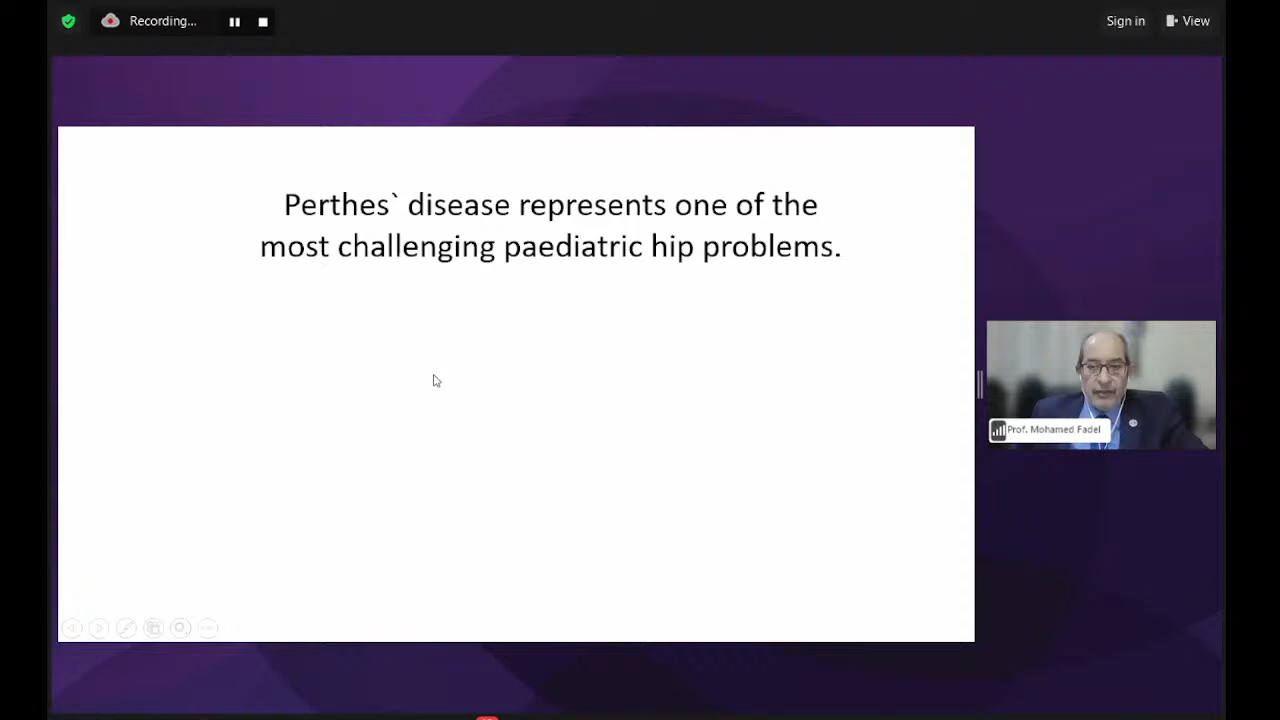 Recording...
Sign in
View
Perthes` disease represents one of the
most challenging paediatric hip problems.
Prof. Mohamed Fadel